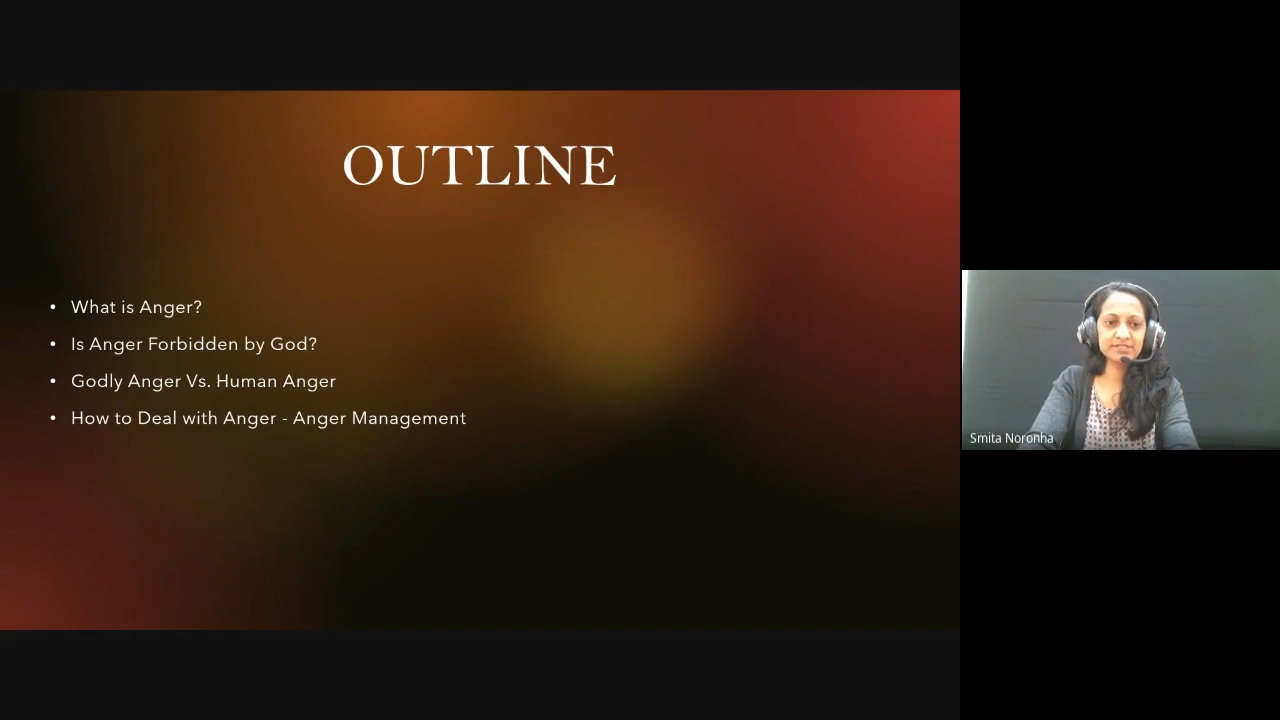 OUTLINE
• What is Anger?
• Is Anger Forbidden by God?
• Godly Anger Vs. Human Anger
• How to Deal with Anger - Anger Management
Smita Noronha